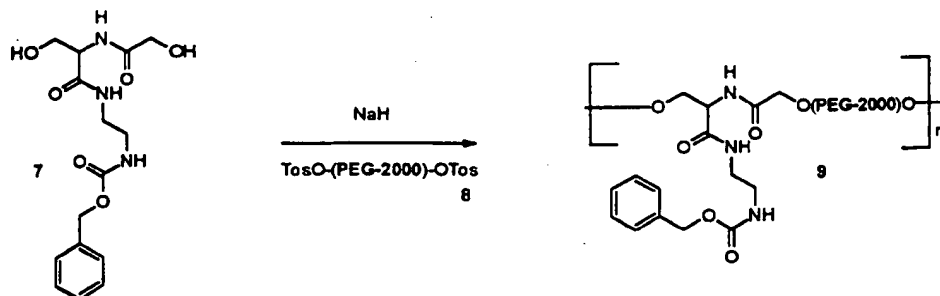 H
HO
N
OH
O
O
NH
NaH
O
NH
7
TosO-(PEG-2000)-OTos
8
O
H
O
N
O(PEG-2000)O
n
O
O
NH
9
O
NH
O